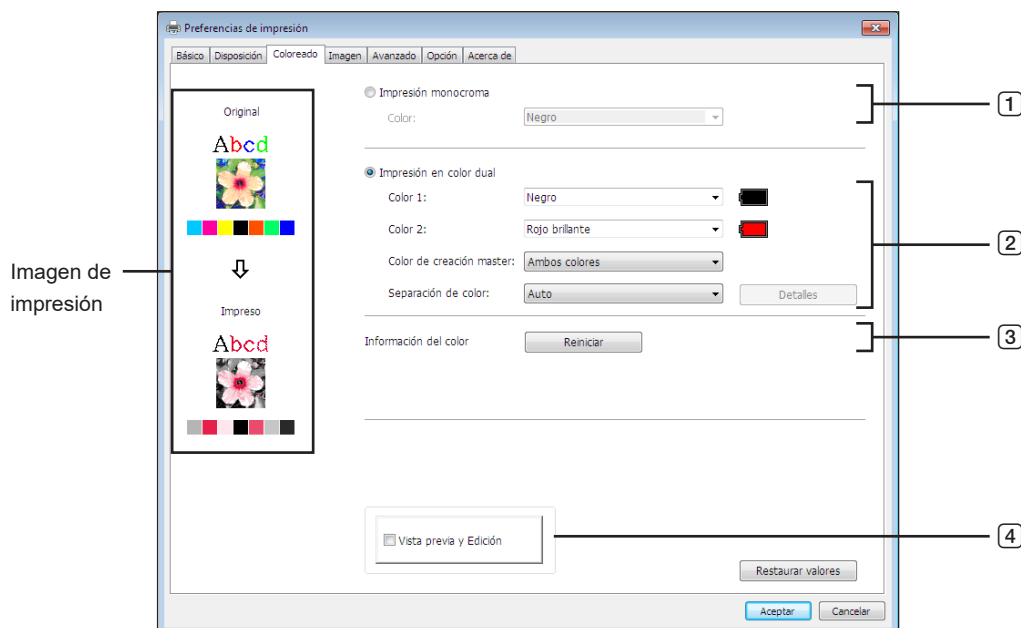 Preferencias de impresión
Básico Disposición Coloreado Imagen Avanzado Opción Acerca de
Imagen de
impresión
Original
Abcd
Impreso
Abcd
Impresión monocroma
Color: Negro
1
Impresión en color dual
Color 1: Negro
Color 2: Rojo brillante
Color de creación master: Ambos colores
Separación de color: Auto Detalles
2
Información del color Reiniciar
3
Vista previa y Edición
4
Restaurar valores
Aceptar Cancelar